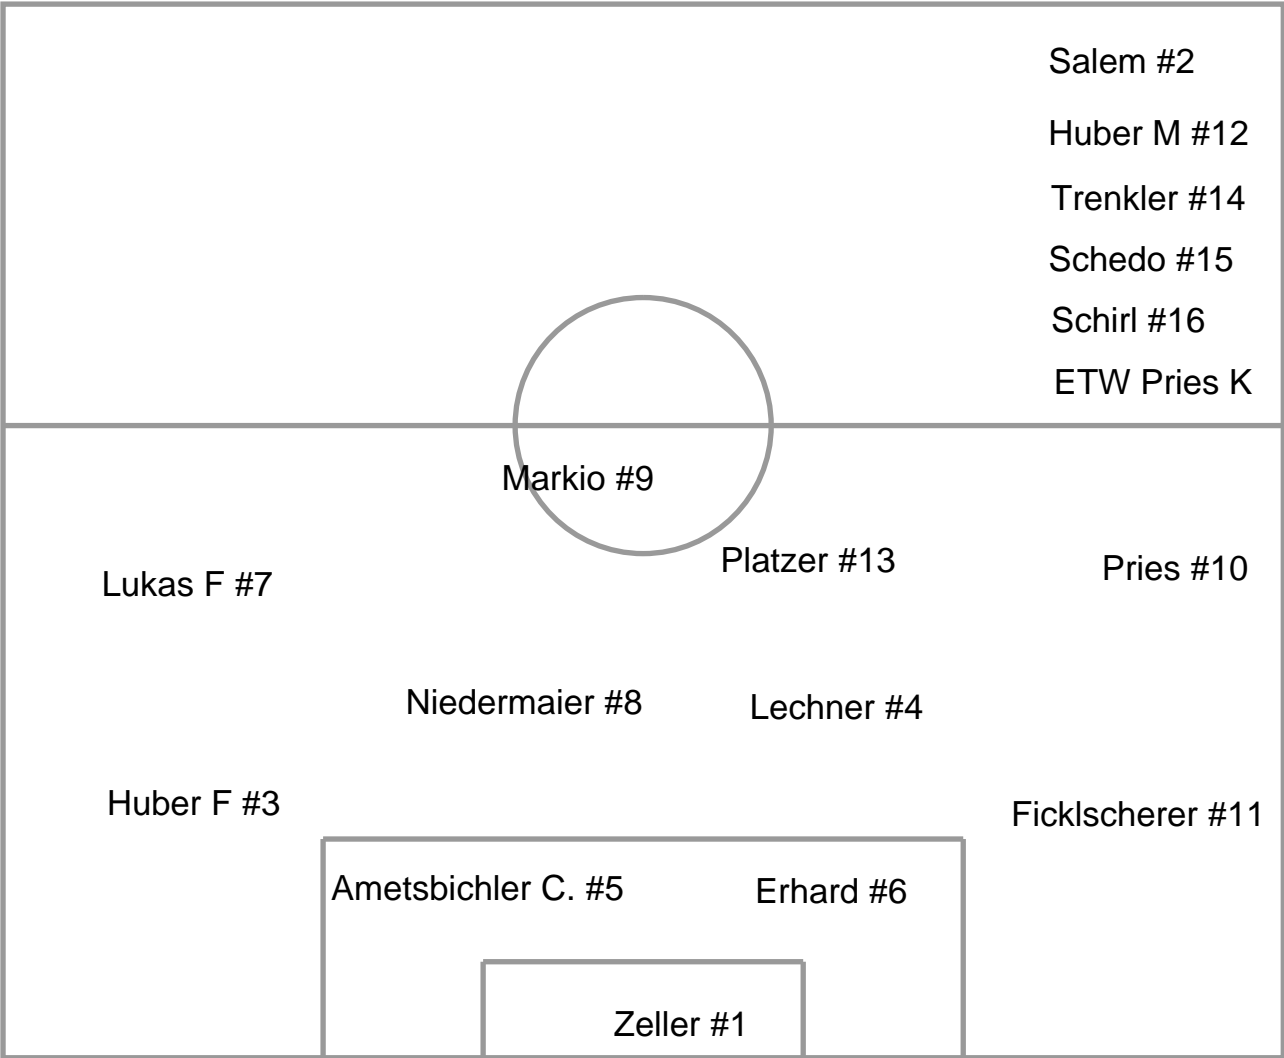 Salem #2
Huber M #12
Trenkler #14
Schedo #15
Schirl #16
ETW Pries K
Markio #9
Platzer #13
Pries #10
Lukas F #7
Niedermaier #8
Lechner #4
Huber F #3
Ficklscherer #11
Ametsbichler C. #5
Erhard #6
Zeller #1